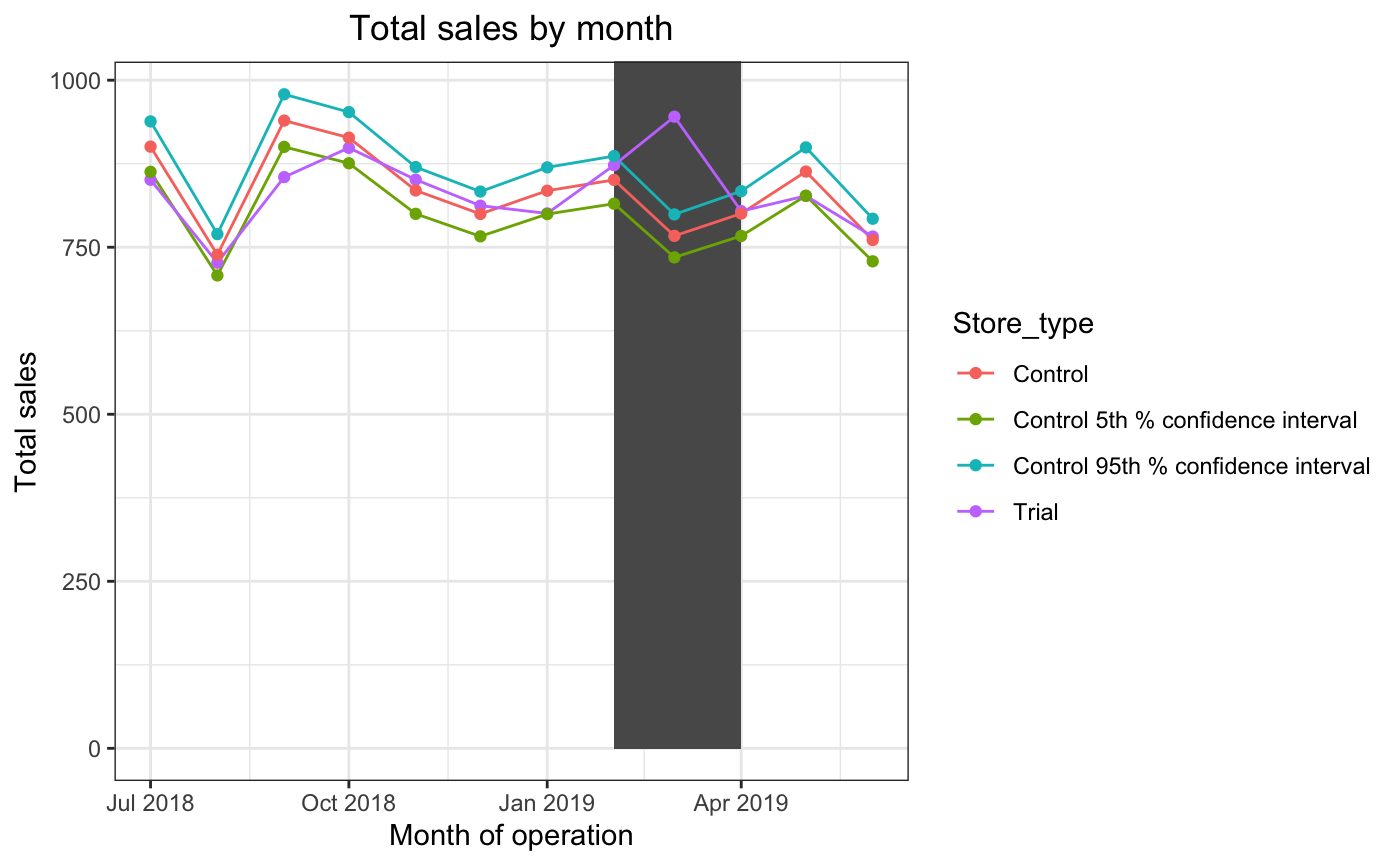 Total sales by month
1000
750
500
250
0
Total sales
Jul 2018
Oct 2018
Jan 2019
Apr 2019
Month of operation
Store_type
Control
Control 5th % confidence interval
Control 95th % confidence interval
Trial